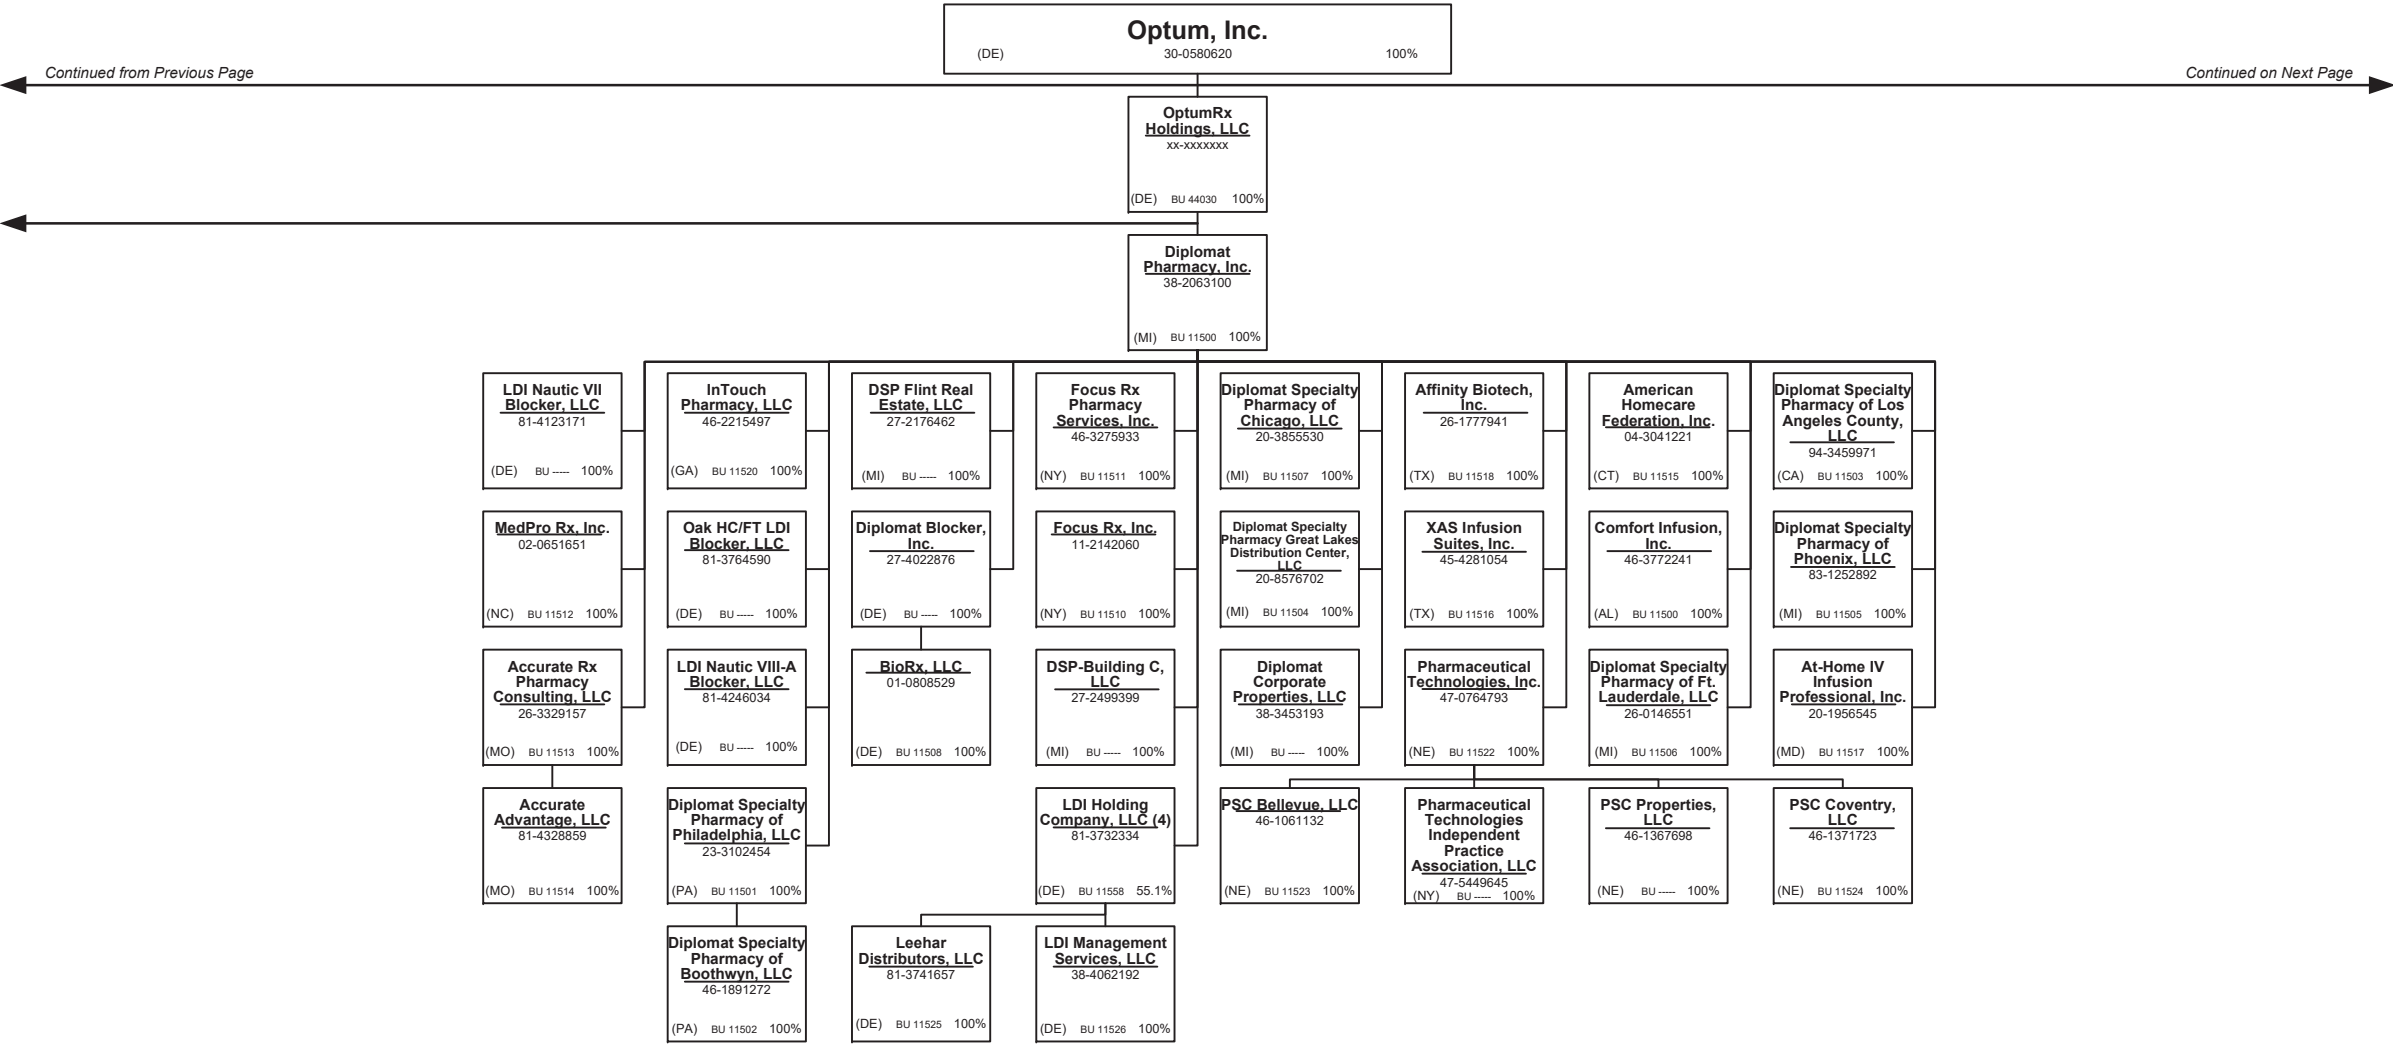 Optum, Inc.
(DE) 30-0580620 100%
Continued from Previous Page
Continued on Next Page
OptumRx
Holdings, LLC
xx-xxxxxxx
(DE) BU 44030 100%
Diplomat
Pharmacy, Inc.
38-2063100
(MI) BU 11500 100%
LDI Nautic VII
Blocker, LLC
81-4123171
(DE) BU ----- 100%
InTouch
Pharmacy, LLC
46-2215497
(GA) BU 11520 100%
DSP Flint Real
Estate, LLC
27-2176462
(MI) BU ----- 100%
Focus Rx
Pharmacy
Services, Inc.
46-3275933
(NY) BU 11511 100%
Diplomat Specialty
Pharmacy of
Chicago, LLC
20-3855530
(MI) BU 11507 100%
Affinity Biotech,
Inc.
26-1777941
(TX) BU 11518 100%
American
Homecare
Federation, Inc.
04-3041221
(CT) BU 11515 100%
Diplomat Specialty
Pharmacy of Los
Angeles County,
LLC
94-3459971
(CA) BU 11503 100%
MedPro Rx, Inc.
02-0651651
(NC) BU 11512 100%
Oak HC/FT LDI
Blocker, LLC
81-3764590
(DE) BU ----- 100%
Diplomat Blocker,
Inc.
27-4022876
(DE) BU ----- 100%
Focus Rx, Inc.
11-2142060
(NY) BU 11510 100%
Diplomat Specialty
Pharmacy Great Lakes
Distribution Center,
LLC
20-8576702
(MI) BU 11504 100%
XAS Infusion
Suites, Inc.
45-4281054
(TX) BU 11516 100%
Comfort Infusion,
Inc.
46-3772241
(AL) BU 11500 100%
Diplomat Specialty
Pharmacy of
Phoenix, LLC
83-1252892
(MI) BU 11505 100%
Accurate Rx
Pharmacy
Consulting, LLC
26-3329157
(MO) BU 11513 100%
LDI Nautic VIII-A
Blocker, LLC
81-4246034
(DE) BU ----- 100%
BioRx, LLC
01-0808529
(DE) BU 11508 100%
DSP-Building C,
LLC
27-2499399
(MI) BU ----- 100%
Diplomat
Corporate
Properties, LLC
38-3453193
(MI) BU ----- 100%
Pharmaceutical
Technologies, Inc.
47-0764793
(NE) BU 11522 100%
Diplomat Specialty
Pharmacy of Ft.
Lauderdale, LLC
26-0146551
(MI) BU 11506 100%
At-Home IV
Infusion
Professional, Inc.
20-1956545
(MD) BU 11517 100%
Accurate
Advantage, LLC
81-4328859
(MO) BU 11514 100%
Diplomat Specialty
Pharmacy of
Philadelphia, LLC
23-3102454
(PA) BU 11501 100%
LDI Holding
Company, LLC (4)
81-3732334
(DE) BU 11558 55.1%
PSC Bellevue, LLC
46-1061132
(NE) BU 11523 100%
Pharmaceutical
Technologies
Independent
Practice
Association, LLC
47-5449645
(NY) BU ----- 100%
PSC Properties,
LLC
46-1367698
(NE) BU ----- 100%
PSC Coventry,
LLC
46-1371723
(NE) BU 11524 100%
Diplomat Specialty
Pharmacy of
Boothwyn, LLC
46-1891272
(PA) BU 11502 100%
Leehar
Distributors, LLC
81-3741657
(DE) BU 11525 100%
LDI Management
Services, LLC
38-4062192
(DE) BU 11526 100%